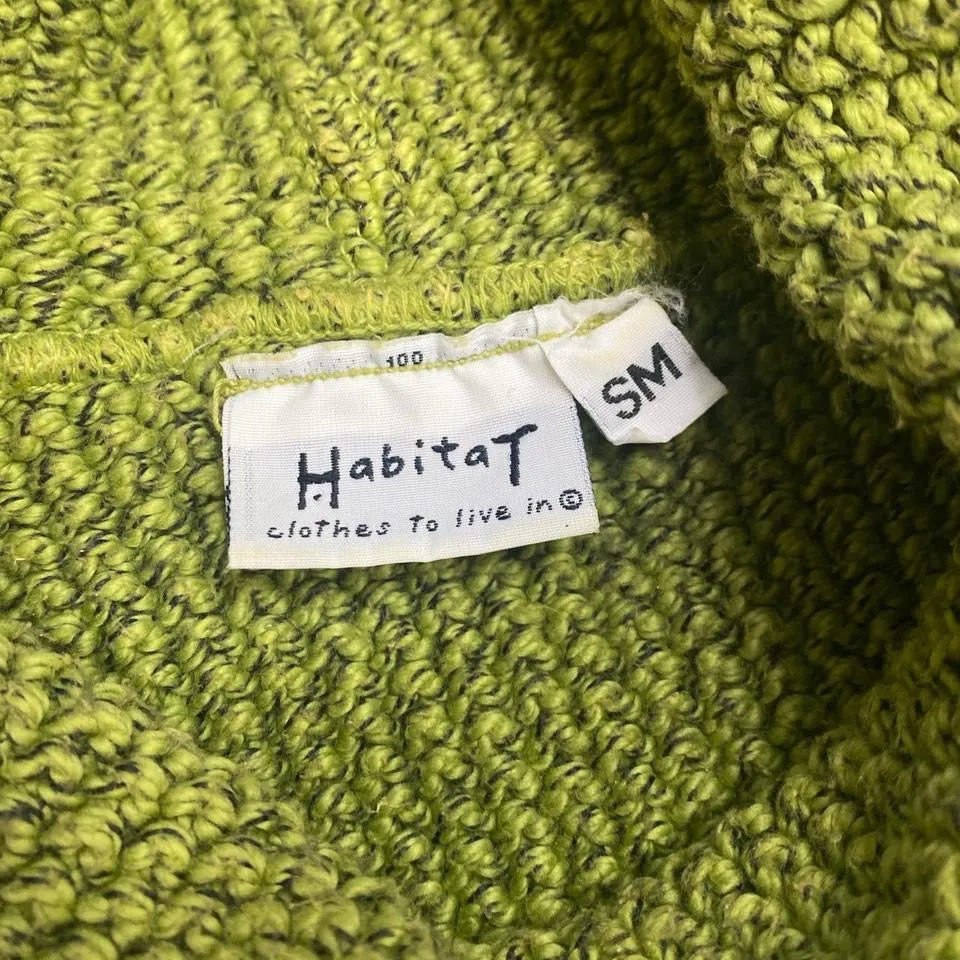 100
SM
HabitaT
clothes to live in©